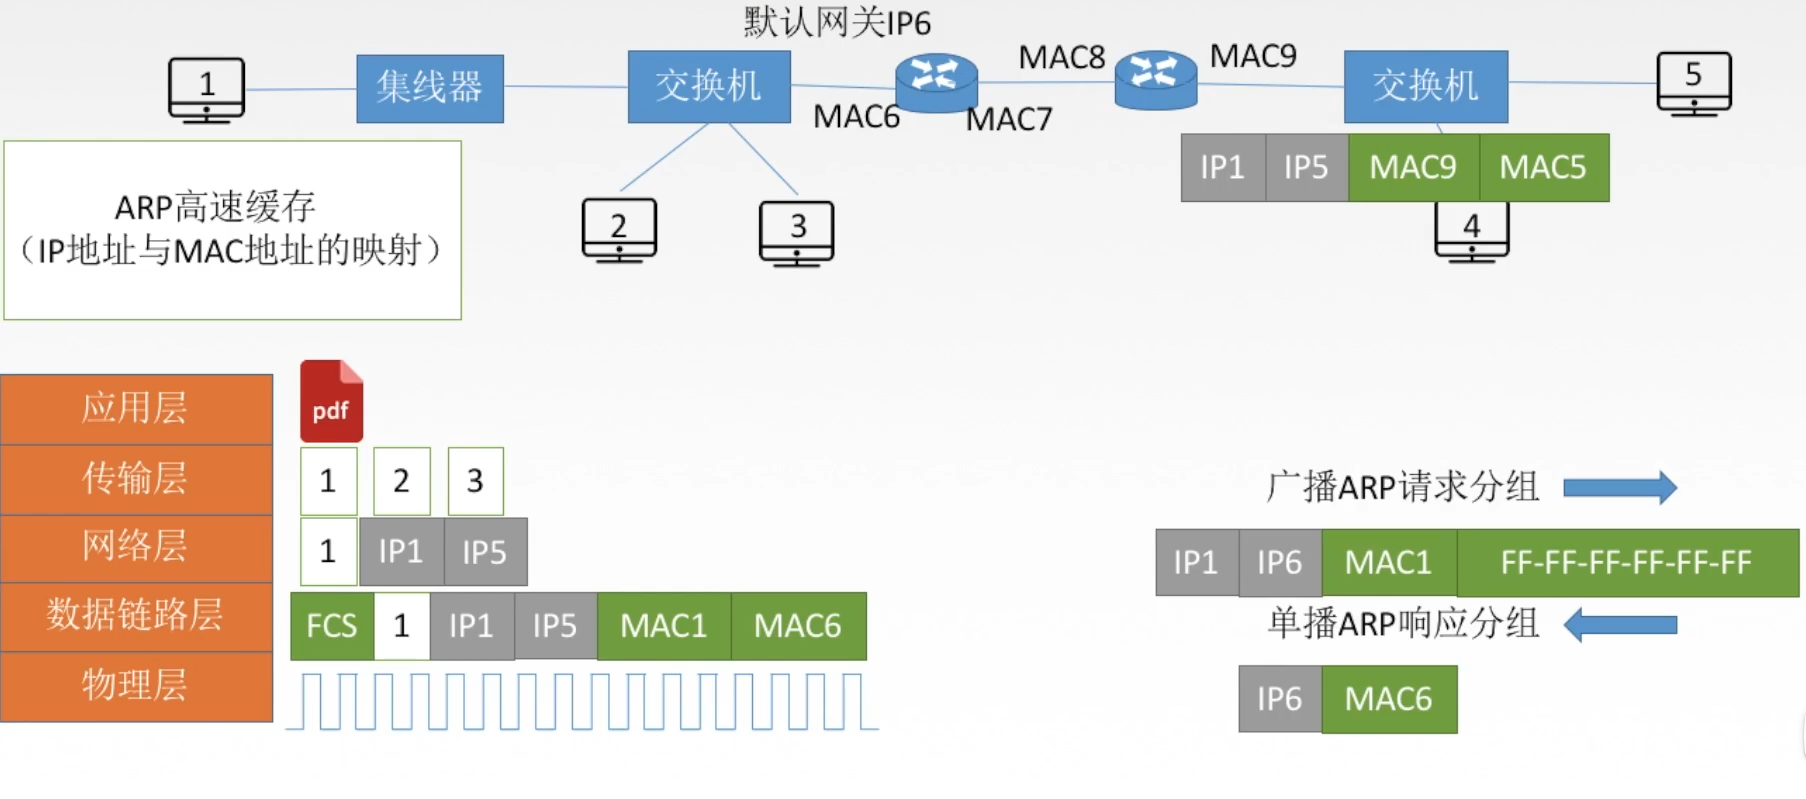 默认网关IP6
1
集线器
交换机
MAC6
MAC7
MAC8
MAC9
交换机
5
IP1 IP5 MAC9 MAC5
2
3
4
ARP高速缓存
（IP地址与MAC地址的映射）
应用层
pdf
传输层
1 2 3
网络层
1 IP1 IP5
数据链路层
FCS 1 IP1 IP5 MAC1 MAC6
物理层
广播ARP请求分组
IP1 IP6 MAC1 FF-FF-FF-FF-FF-FF
单播ARP响应分组
IP6 MAC6